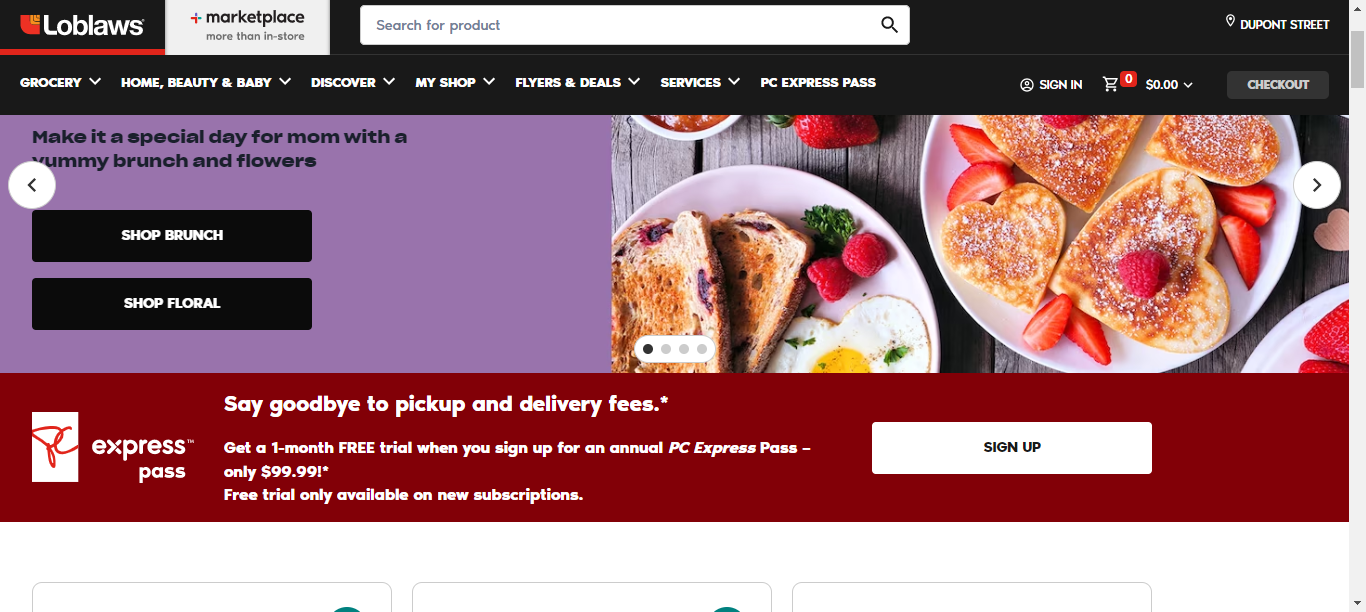 Loblaws
marketplace
more than in-store
Search for product
DUPONT STREET
GROCERY
HOME, BEAUTY & BABY
DISCOVER
MY SHOP
FLYERS & DEALS
SERVICES
PC EXPRESS PASS
SIGN IN
0
$0.00
CHECKOUT
Make it a special day for mom with a
yummy brunch and flowers
SHOP BRUNCH
SHOP FLORAL
PC
express™
pass
Say goodbye to pickup and delivery fees.*
Get a 1-month FREE trial when you sign up for an annual PC Express Pass –
only $99.99!*
Free trial only available on new subscriptions.
SIGN UP